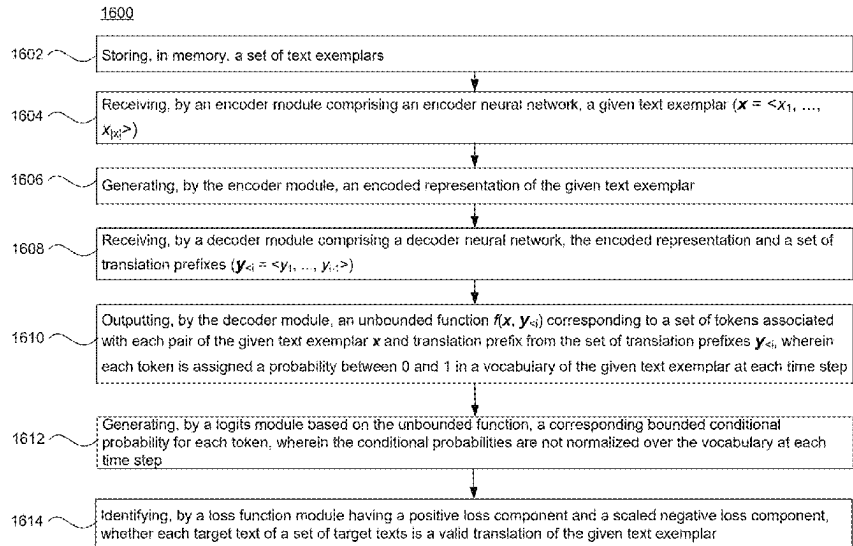 1600
1602
Storing, in memory, a set of text exemplars
1604
Receiving, by an encoder module comprising an encoder neural network, a given text exemplar (x = <x1, ...,
x|x|>)
1606
Generating, by the encoder module, an encoded representation of the given text exemplar
1608
Receiving, by a decoder module comprising a decoder neural network, the encoded representation and a set of
translation prefixes (y<i = <y1, ..., yi-1>)
1610
Outputting, by the decoder module, an unbounded function f(x, y<i) corresponding to a set of tokens associated
with each pair of the given text exemplar x and translation prefix from the set of translation prefixes y<i, wherein
each token is assigned a probability between 0 and 1 in a vocabulary of the given text exemplar at each time step
1612
Generating, by a logits module based on the unbounded function, a corresponding bounded conditional
probability for each token, wherein the conditional probabilities are not normalized over the vocabulary at each
time step
1614
Identifying, by a loss function module having a positive loss component and a scaled negative loss component,
whether each target text of a set of target texts is a valid translation of the given text exemplar